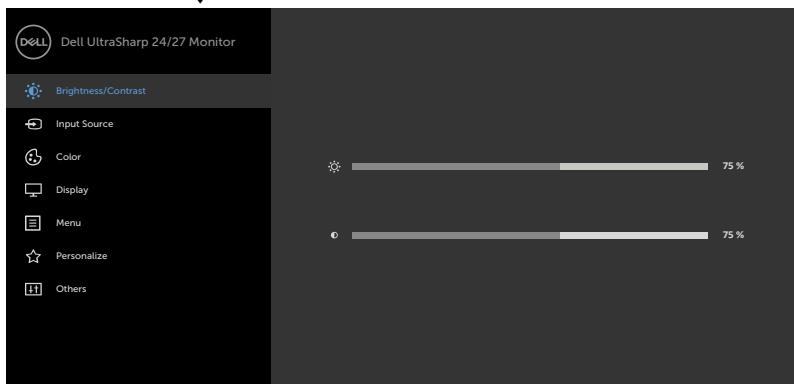 DELL
Dell UltraSharp 24/27 Monitor
Brightness/Contrast
Input Source
Color
75 %
Display
Menu
75 %
Personalize
Others